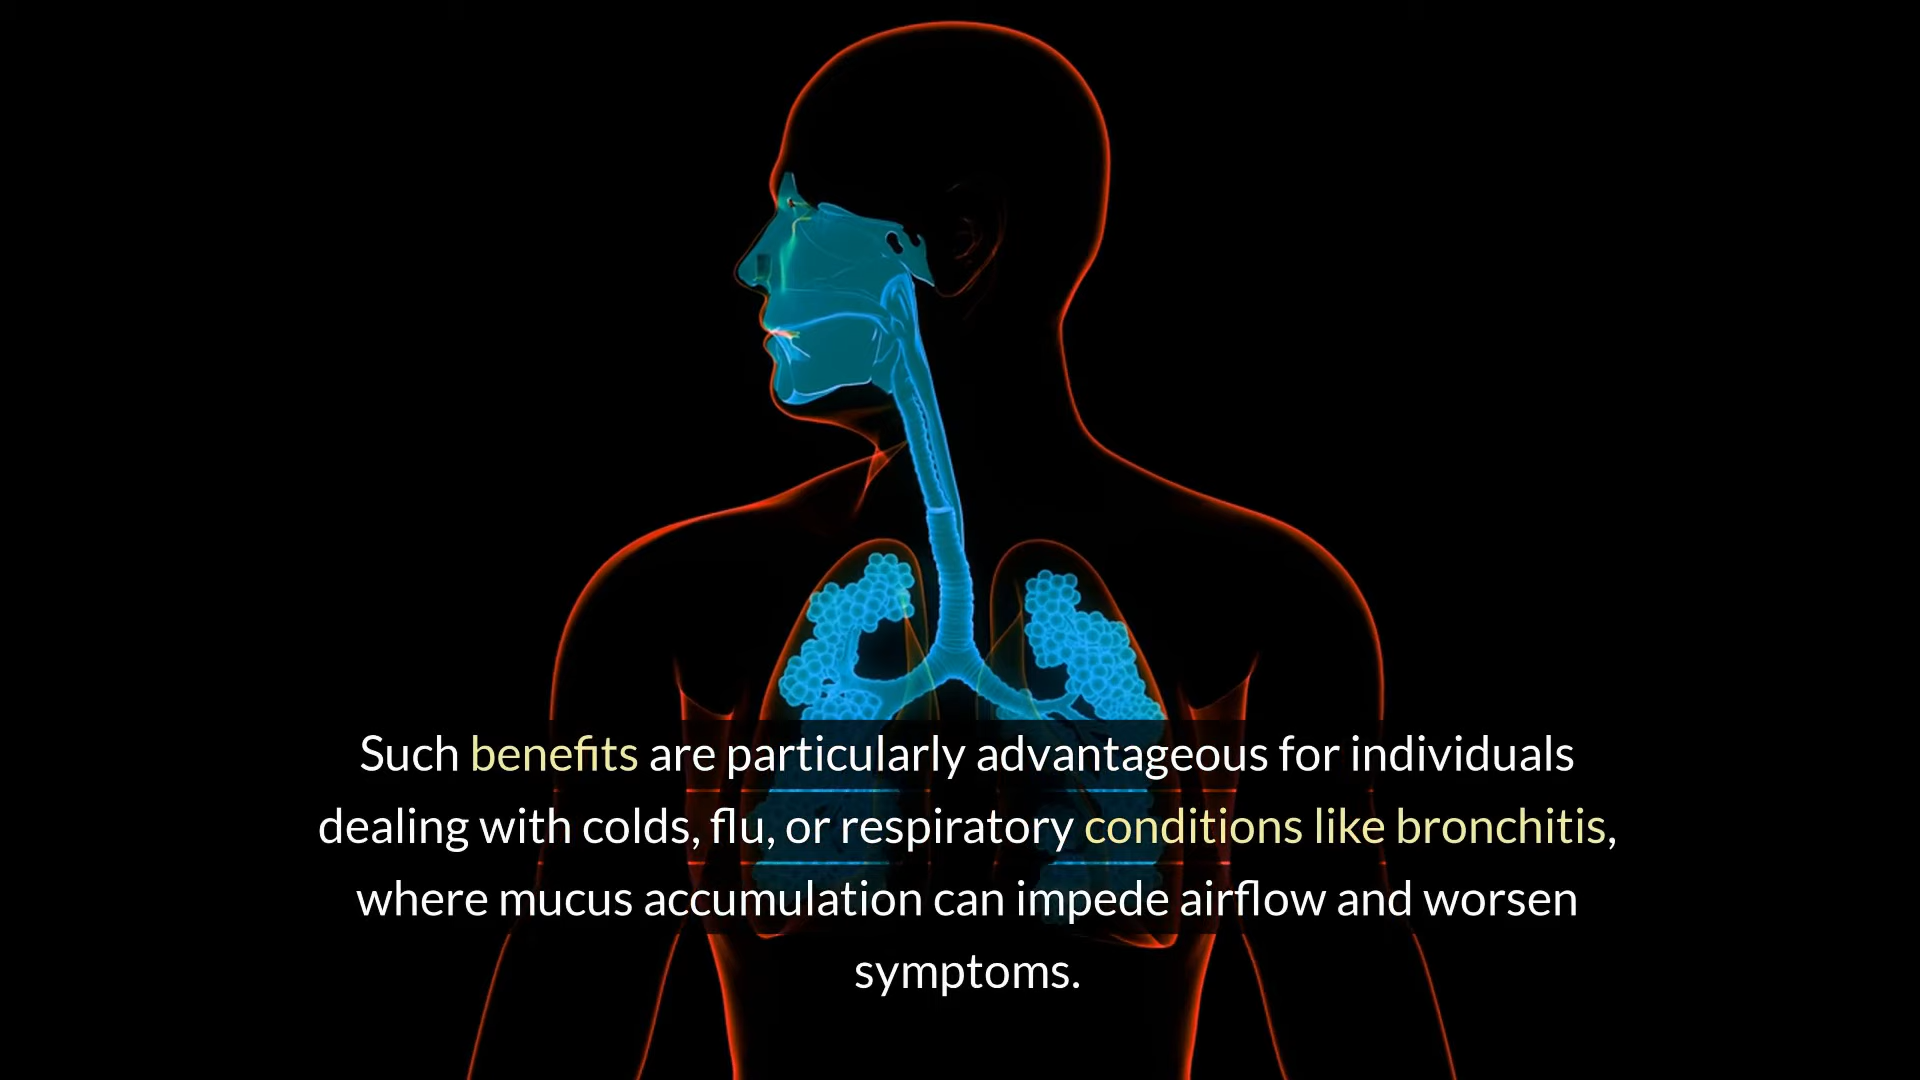 Such benefits are particularly advantageous for individuals
dealing with colds, flu, or respiratory conditions like bronchitis,
where mucus accumulation can impede airflow and worsen
symptoms.